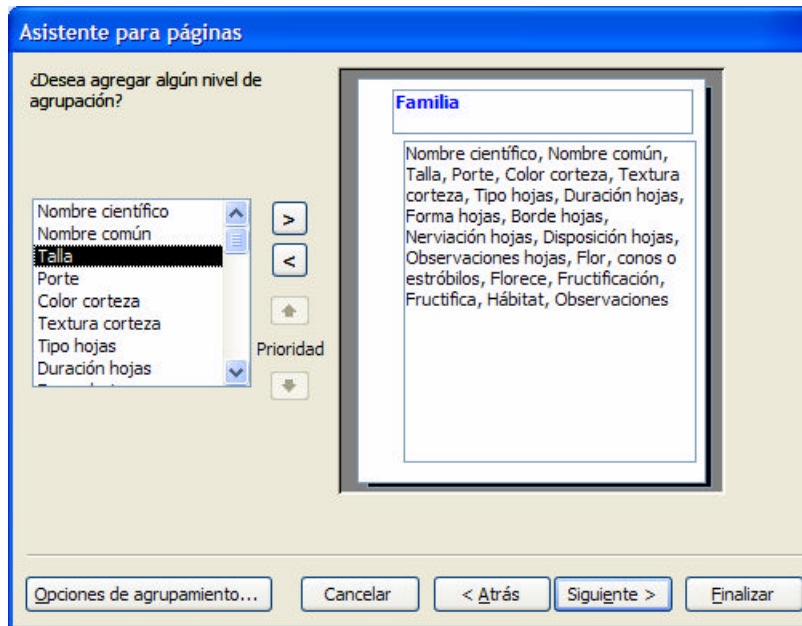 Asistente para páginas
¿Desea agregar algún nivel de
agrupación?
Nombre científico
Nombre común
Talla
Porte
Color corteza
Textura corteza
Tipo hojas
Duración hojas
>
<
Prioridad
Familia
Nombre científico, Nombre común,
Talla, Porte, Color corteza, Textura
corteza, Tipo hojas, Duración hojas,
Forma hojas, Borde hojas,
Nerviación hojas, Disposición hojas,
Observaciones hojas, Flor, conos o
estróbilos, Florece, Fructificación,
Fructifica, Hábitat, Observaciones
Opciones de agrupamiento...
Cancelar
< Atrás
Siguiente >
Finalizar